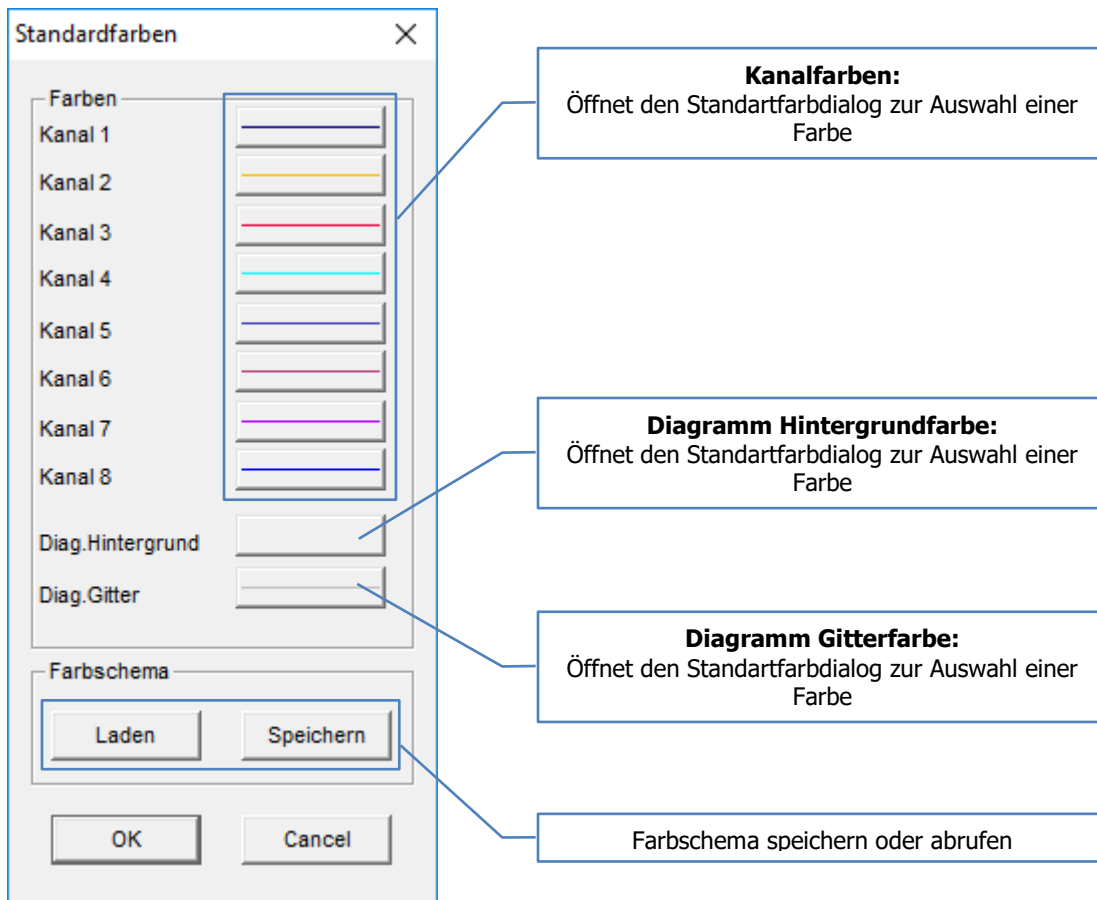 Standardfarben
Farben
Kanal 1
Kanal 2
Kanal 3
Kanal 4
Kanal 5
Kanal 6
Kanal 7
Kanal 8
Diag.Hintergrund
Diag.Gitter
Farbschema
Laden Speichern
OK Cancel
Kanalfarben:
Öffnet den Standartfarbdialog zur Auswahl einer
Farbe
Diagramm Hintergrundfarbe:
Öffnet den Standartfarbdialog zur Auswahl einer
Farbe
Diagramm Gitterfarbe:
Öffnet den Standartfarbdialog zur Auswahl einer
Farbe
Farbschema speichern oder abrufen